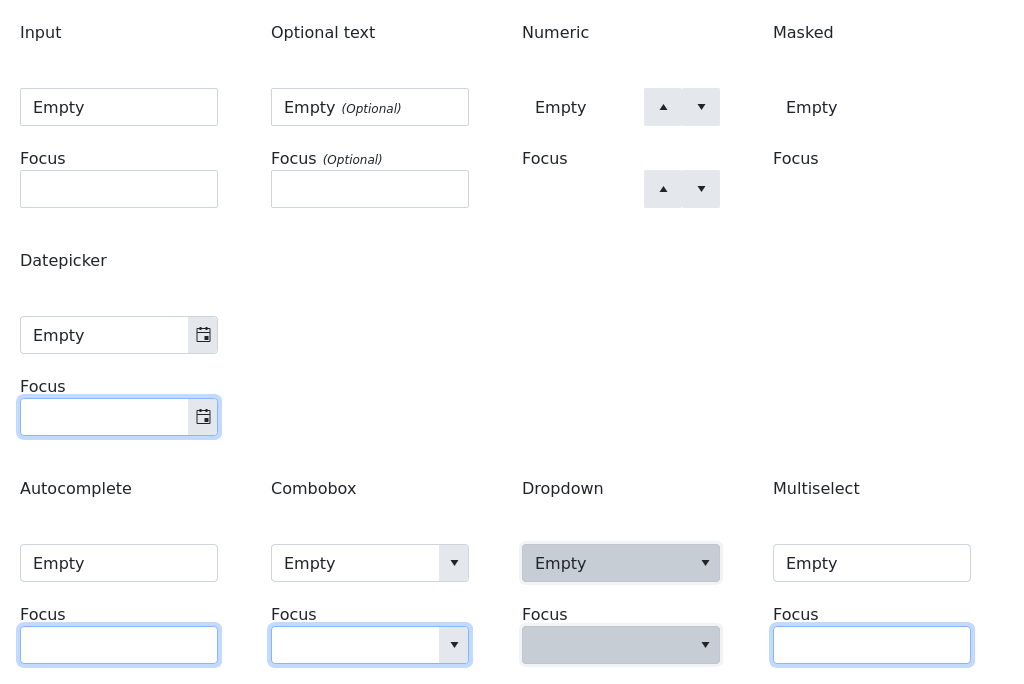 Input Optional text Numeric Masked
Empty Empty (Optional) Empty Empty
Focus Focus (Optional) Focus Focus
Datepicker
Empty
Focus
Autocomplete Combobox Dropdown Multiselect
Empty Empty Empty Empty
Focus Focus Focus Focus